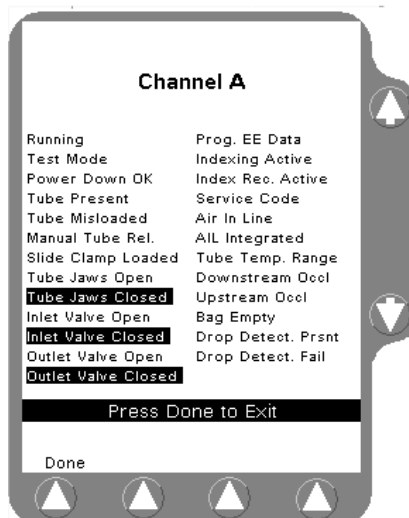 Channel A
Running
Test Mode
Power Down OK
Tube Present
Tube Misloaded
Manual Tube Rel.
Slide Clamp Loaded
Tube Jaws Open
Tube Jaws Closed
Inlet Valve Open
Inlet Valve Closed
Outlet Valve Open
Outlet Valve Closed
Prog. EE Data
Indexing Active
Index Rec. Active
Service Code
Air In Line
AIL Integrated
Tube Temp. Range
Downstream Occl
Upstream Occl
Bag Empty
Drop Detect. Prsnt
Drop Detect. Fail
Press Done to Exit
Done